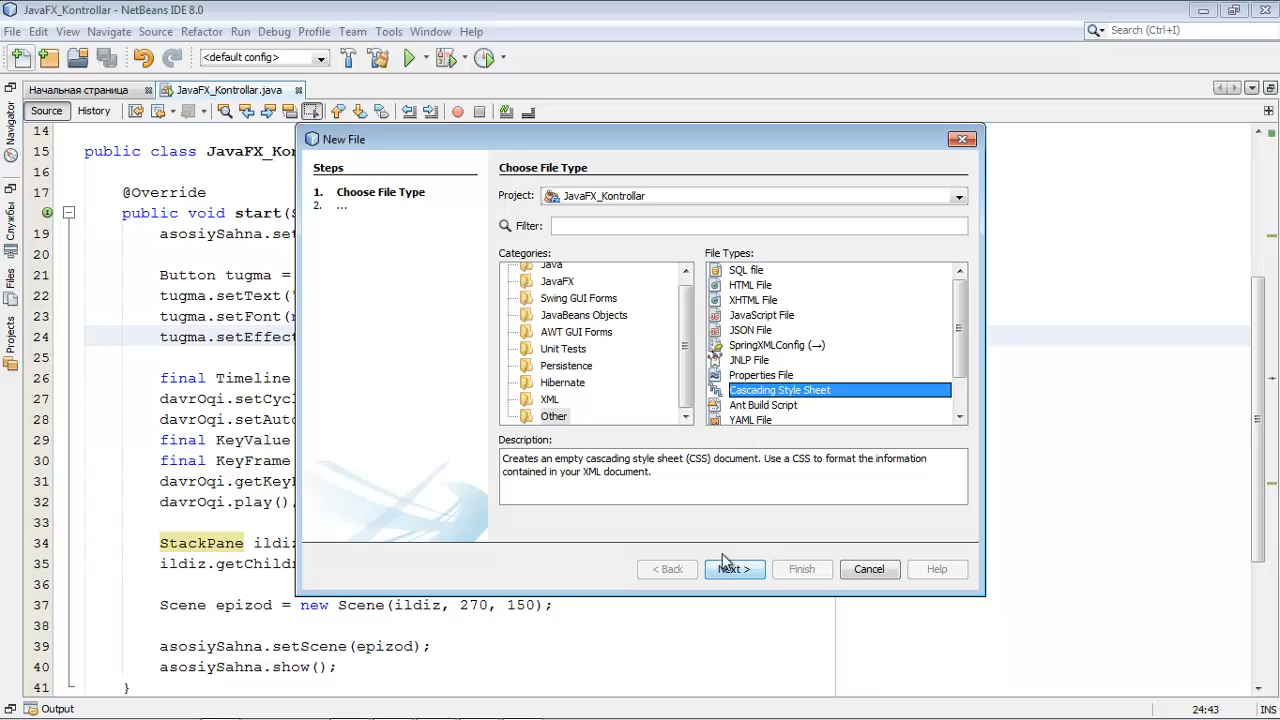 JavaFX_Kontrollar - NetBeans IDE 8.0
File Edit View Navigate Source Refactor Run Debug Profile Team Tools Window Help
Search (Ctrl+I)
<default config>
Начальная страница
JavaFX_Kontrollar.java
Source History
Navigator
Службы
Files
Projects
14
15 public class JavaFX_Ko
16
17 @Override
18 public void start(
19 asosiySahna.set
20
21 Button tugma =
22 tugma.setText(
23 tugma.setFont(
24 tugma.setEffect
25
26 final Timeline
27 davrOqi.setCyc
28 davrOqi.setAut
29 final KeyValue
30 final KeyFrame
31 davrOqi.getKey
32 davrOqi.play()
33
34 StackPane ildiz
35 ildiz.getChild
36
37 Scene epizod = new Scene(ildiz, 270, 150);
38
39 asosiySahna.setScene(epizod);
40 asosiySahna.show();
41 }
New File
Steps
1. Choose File Type
2. ...
Choose File Type
Project: JavaFX_Kontrollar
Filter:
Categories:
Java
JavaFX
Swing GUI Forms
JavaBeans Objects
AWT GUI Forms
Unit Tests
Persistence
Hibernate
XML
Other
File Types:
SQL file
HTML File
XHTML File
JavaScript File
JSON File
SpringXMLConfig (→)
JNLP File
Properties File
Cascading Style Sheet
Ant Build Script
YAML File
Description:
Creates an empty cascading style sheet (CSS) document. Use a CSS to format the information
contained in your XML document.
< Back Next > Finish Cancel Help
Output
24:43 INS